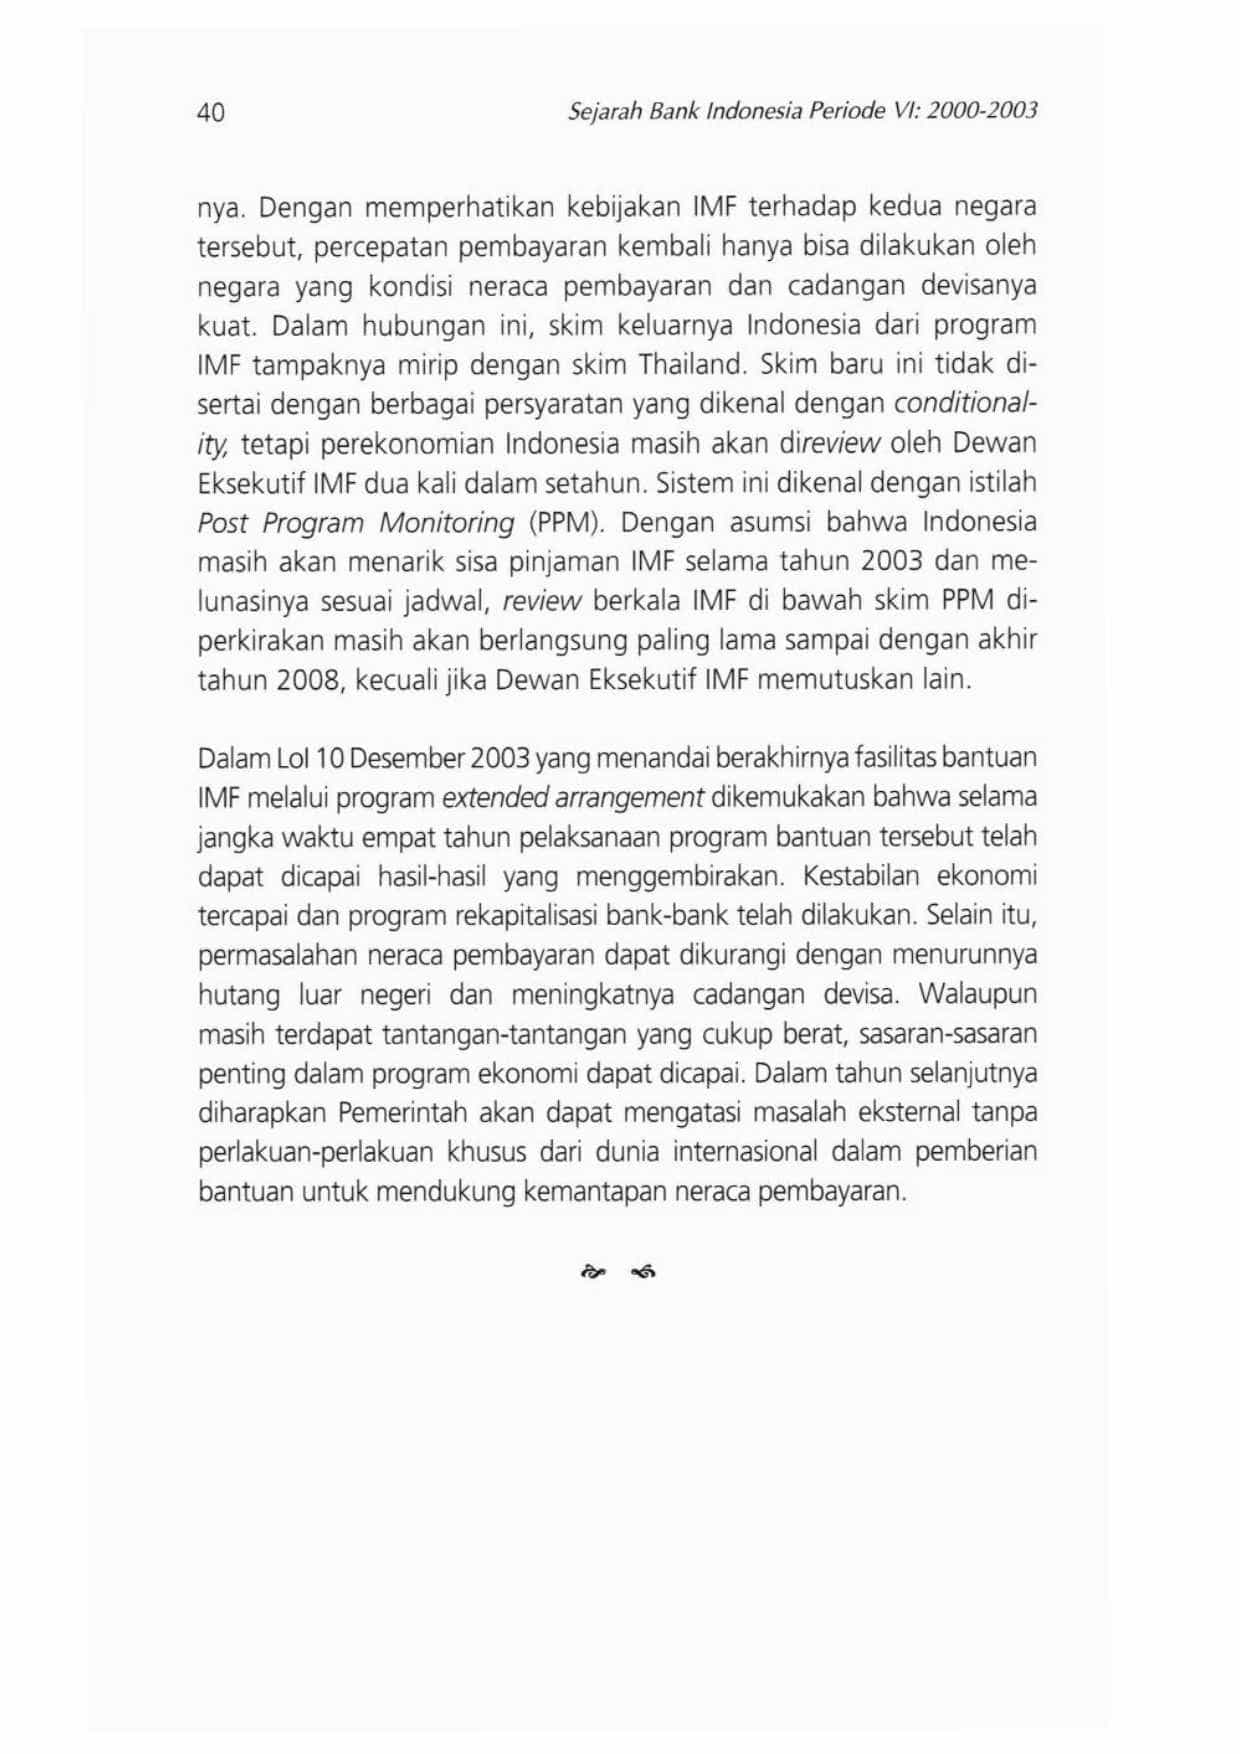 40
Sejarah Bank Indonesia Periode VI: 2000-2003
nya. Dengan memperhatikan kebijakan IMF terhadap kedua negara
tersebut, percepatan pembayaran kembali hanya bisa dilakukan oleh
negara yang kondisi neraca pembayaran dan cadangan devisanya
kuat. Dalam hubungan ini, skim keluarnya Indonesia dari program
IMF tampaknya mirip dengan skim Thailand. Skim baru ini tidak di-
sertai dengan berbagai persyaratan yang dikenal dengan conditional-
ity, tetapi perekonomian Indonesia masih akan direview oleh Dewan
Eksekutif IMF dua kali dalam setahun. Sistem ini dikenal dengan istilah
Post Program Monitoring (PPM). Dengan asumsi bahwa Indonesia
masih akan menarik sisa pinjaman IMF selama tahun 2003 dan me-
lunasinya sesuai jadwal, review berkala IMF di bawah skim PPM di-
perkirakan masih akan berlangsung paling lama sampai dengan akhir
tahun 2008, kecuali jika Dewan Eksekutif IMF memutuskan lain.
Dalam LoI 10 Desember 2003 yang menandai berakhirnya fasilitas bantuan
IMF melalui program extended arrangement dikemukakan bahwa selama
jangka waktu empat tahun pelaksanaan program bantuan tersebut telah
dapat dicapai hasil-hasil yang menggembirakan. Kestabilan ekonomi
tercapai dan program rekapitalisasi bank-bank telah dilakukan. Selain itu,
permasalahan neraca pembayaran dapat dikurangi dengan menurunnya
hutang luar negeri dan meningkatnya cadangan devisa. Walaupun
masih terdapat tantangan-tantangan yang cukup berat, sasaran-sasaran
penting dalam program ekonomi dapat dicapai. Dalam tahun selanjutnya
diharapkan Pemerintah akan dapat mengatasi masalah eksternal tanpa
perlakuan-perlakuan khusus dari dunia internasional dalam pemberian
bantuan untuk mendukung kemantapan neraca pembayaran.